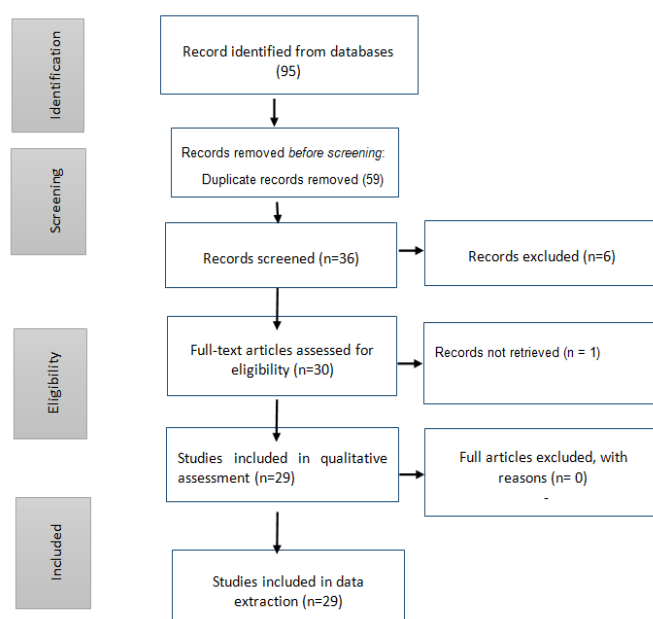 Identification
Record identified from databases
(95)
Screening
Records removed before screening:
Duplicate records removed (59)
Records screened (n=36)
Records excluded (n=6)
Eligibility
Full-text articles assessed for
eligibility (n=30)
Records not retrieved (n = 1)
Studies included in qualitative
assessment (n=29)
Full articles excluded, with
reasons (n= 0)
-
Included
Studies included in data
extraction (n=29)